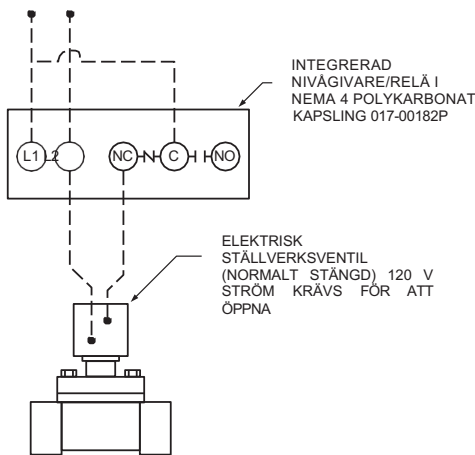 INTEGRERAD
NIVÅGIVARE/RELÄ I
NEMA 4 POLYKARBONAT
KAPSLING 017-00182P
L1 L2 NC C NO
ELEKTRISK
STÄLLVERKSVENTIL
(NORMALT STÄNGD) 120 V
STRÖM KRÄVS FÖR ATT
ÖPPNA